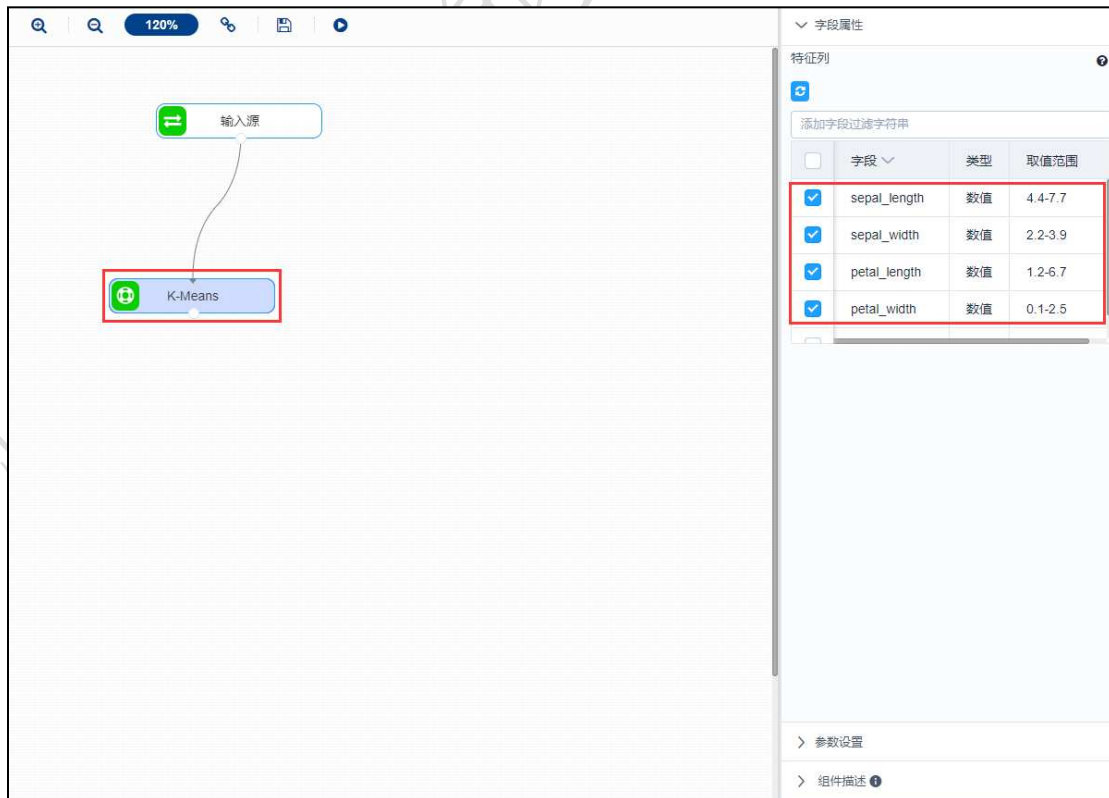 120%
字段属性
特征列
添加字段过滤字符串
字段 类型 取值范围
sepal_length 数值 4.4-7.7
sepal_width 数值 2.2-3.9
petal_length 数值 1.2-6.7
petal_width 数值 0.1-2.5
输入源
K-Means
参数设置
组件描述